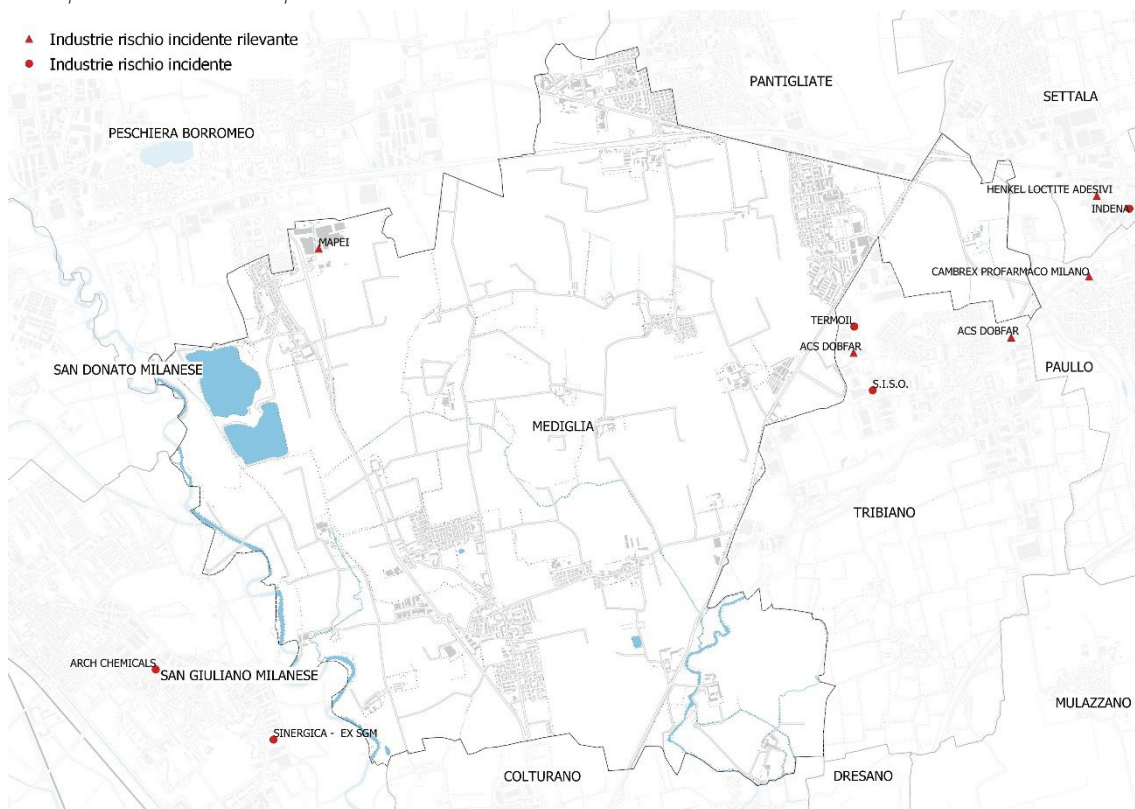 Industrie rischio incidente rilevante
Industrie rischio incidente
PANTIGLIATE
SETTALA
PESCHIERA BORROMEO
HENKEL LOCTITE ADESIVI
INDENA
MAPEI
CAMBREX PROFARMACO MILANO
TERMOIL
ACS DOBFAR
ACS DOBFAR
SAN DONATO MILANESE
PAULLO
S.I.S.O.
MEDIGLIA
TRIBIANO
ARCH CHEMICALS
SAN GIULIANO MILANESE
MULAZZANO
SINERGICA - EX SGM
COLTURANO
DRESANO